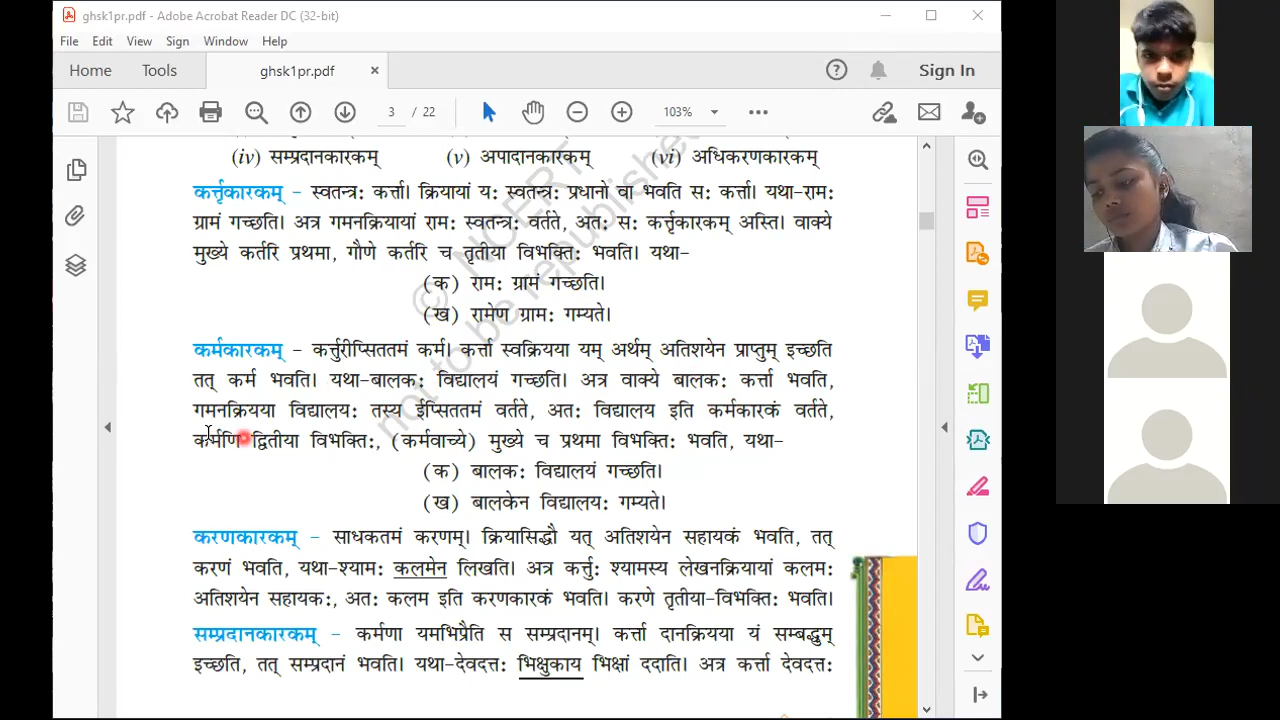 ghsk1pr.pdf - Adobe Acrobat Reader DC (32-bit)
File Edit View Sign Window Help
Home Tools ghsk1pr.pdf × Sign In
3 / 22 103%
(iv) सम्प्रदानकारकम् (v) अपादानकारकम् (vi) अधिकरणकारकम्
कर्त्तृकारकम् – स्वतन्त्र: कर्त्ता। क्रियायां य: स्वतन्त्र: प्रधानो वा भवति स: कर्त्ता। यथा-राम:
ग्रामं गच्छति। अत्र गमनक्रियायां राम: स्वतन्त्र: वर्तते, अत: स: कर्त्तृकारकम् अस्ति। वाक्ये
मुख्ये कर्तरि प्रथमा, गौणे कर्तरि च तृतीया विभक्ति: भवति। यथा–
(क) राम: ग्रामं गच्छति।
(ख) रामेण ग्राम: गम्यते।
कर्मकारकम् – कर्त्तुरीप्सिततमं कर्म। कर्त्ता स्वक्रियया यम् अर्थम् अतिशयेन प्राप्तुम् इच्छति
तत् कर्म भवति। यथा-बालक: विद्यालयं गच्छति। अत्र वाक्ये बालक: कर्त्ता भवति,
गमनक्रियया विद्यालय: तस्य ईप्सिततमं वर्तते, अत: विद्यालय इति कर्मकारकं वर्तते,
कर्मणि द्वितीया विभक्ति:, (कर्मवाच्ये) मुख्ये च प्रथमा विभक्ति: भवति, यथा–
(क) बालक: विद्यालयं गच्छति।
(ख) बालकेन विद्यालय: गम्यते।
करणकारकम् – साधकतमं करणम्। क्रियासिद्धौ यत् अतिशयेन सहायकं भवति, तत्
करणं भवति, यथा-श्याम: कलमेन लिखति। अत्र कर्त्तु: श्यामस्य लेखनक्रियायां कलम:
अतिशयेन सहायक:, अत: कलम इति करणकारकं भवति। करणे तृतीया-विभक्ति: भवति।
सम्प्रदानकारकम् – कर्मणा यमभिप्रैति स सम्प्रदानम्। कर्त्ता दानक्रियया यं सम्बद्धुम्
इच्छति, तत् सम्प्रदानं भवति। यथा-देवदत्त: भिक्षुकाय भिक्षां ददाति। अत्र कर्त्ता देवदत्त:
© NCERT
not to be republished